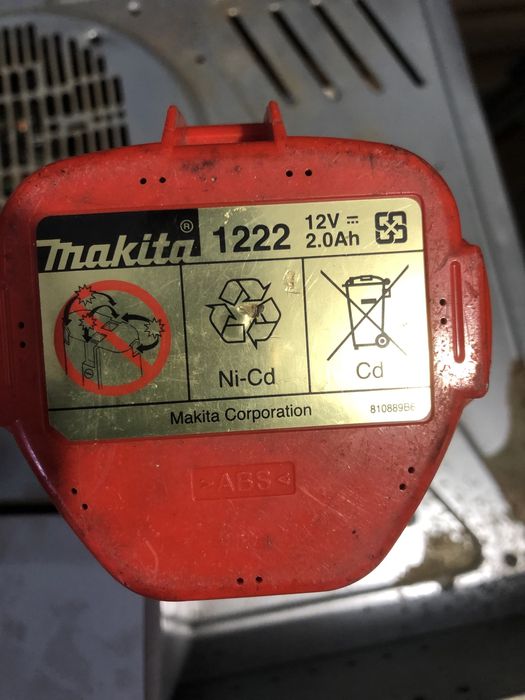 makita® 1222 12V ⎓ 2.0Ah
Ni-Cd
Cd
Makita Corporation 810889B6
>ABS<